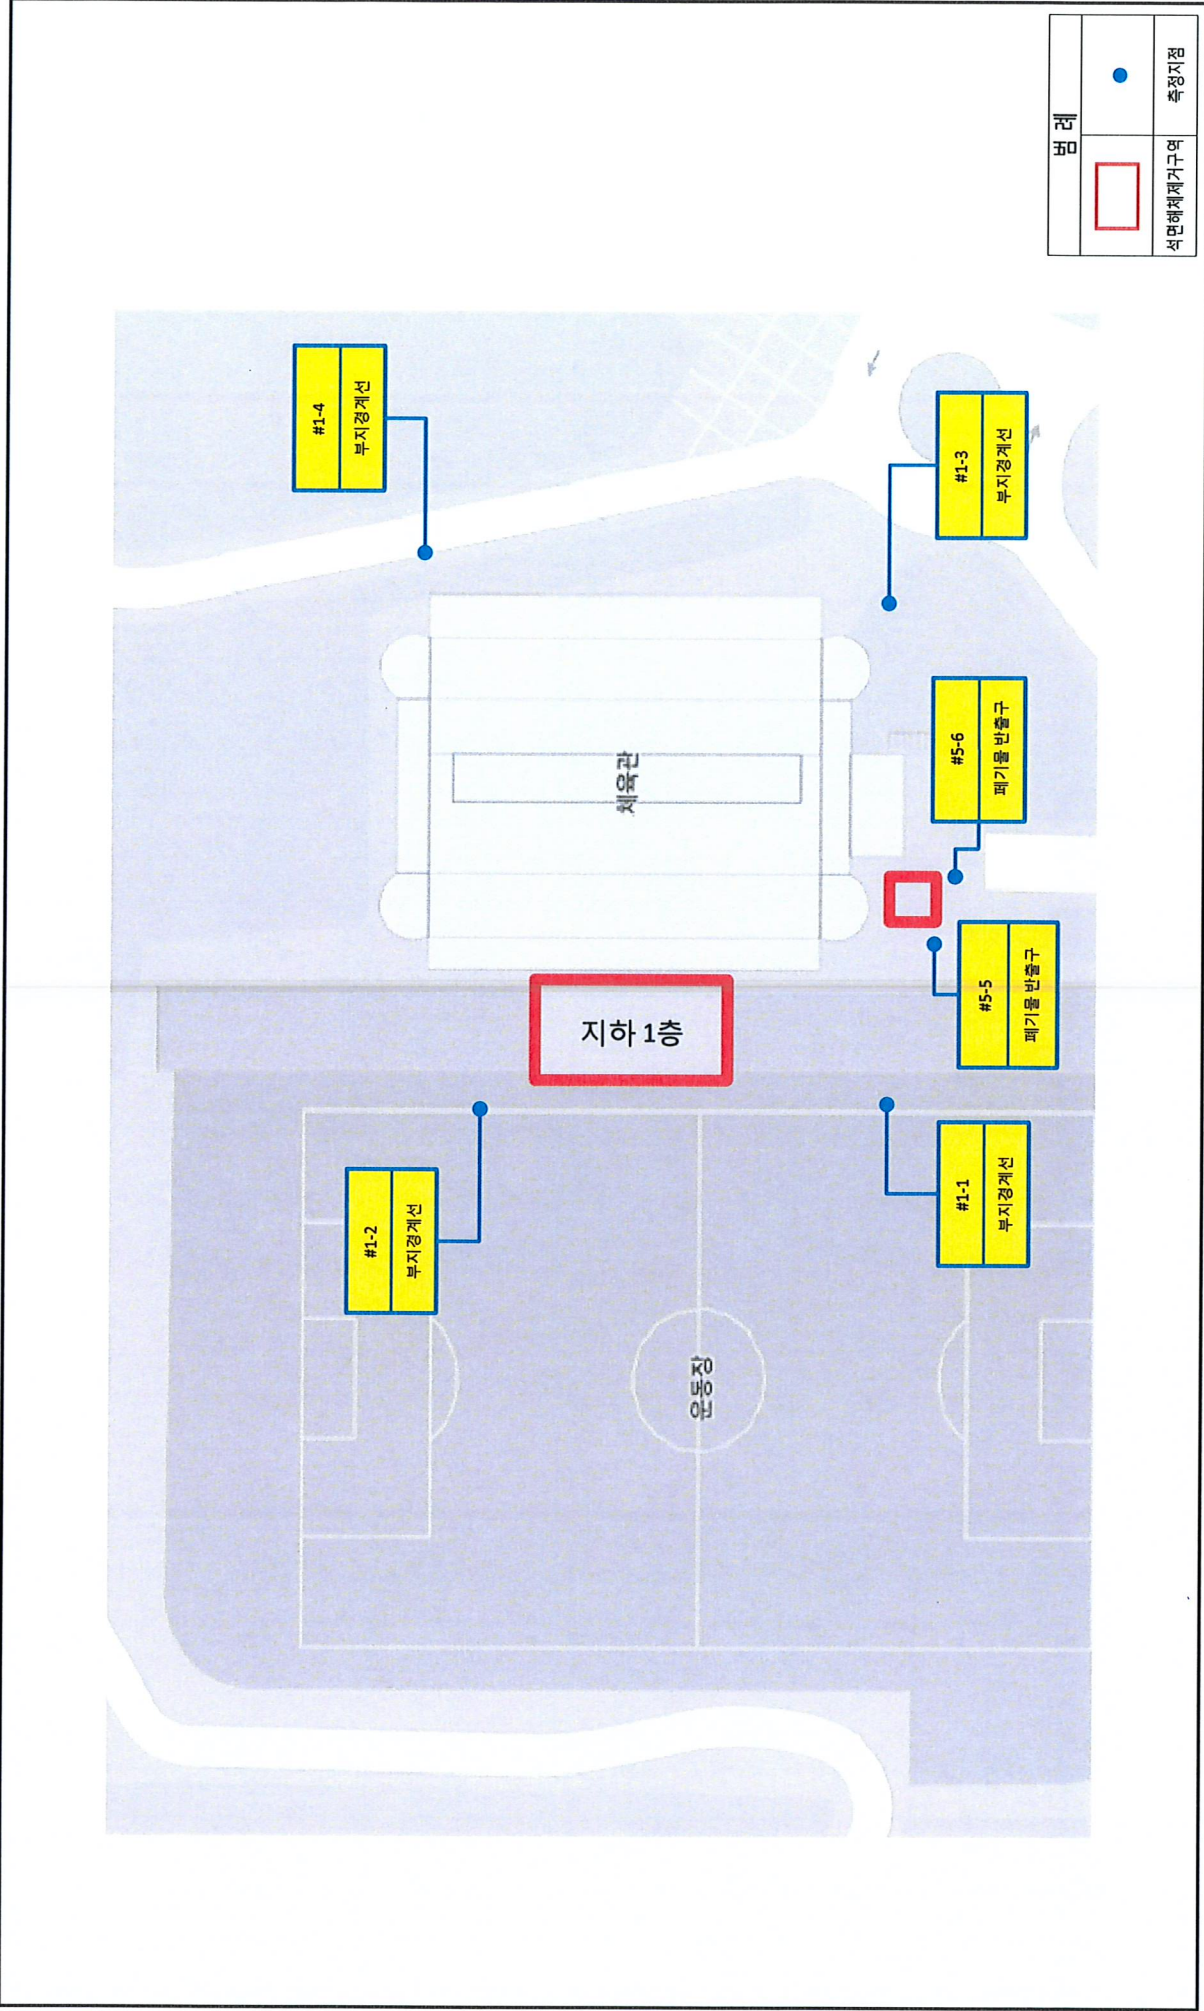 범 례
석면해체제거구역
측정지점
#1-4
부지경계선
#1-3
부지경계선
체육관
#5-6
폐기물 반출구
#5-5
폐기물 반출구
지하 1층
#1-2
부지경계선
#1-1
부지경계선
운동장